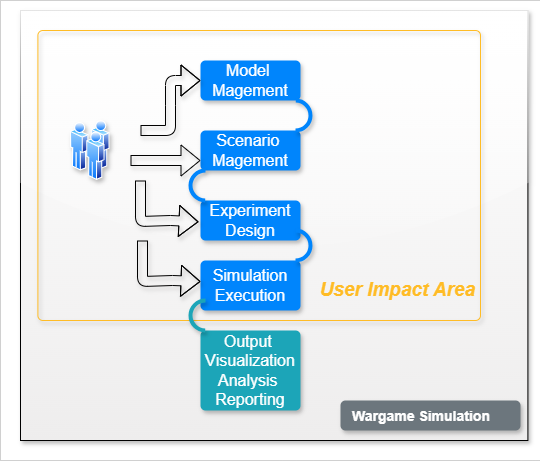 Model
Magement
Scenario
Magement
Experiment
Design
Simulation
Execution
User Impact Area
Output
Visualization
Analysis
Reporting
Wargame Simulation